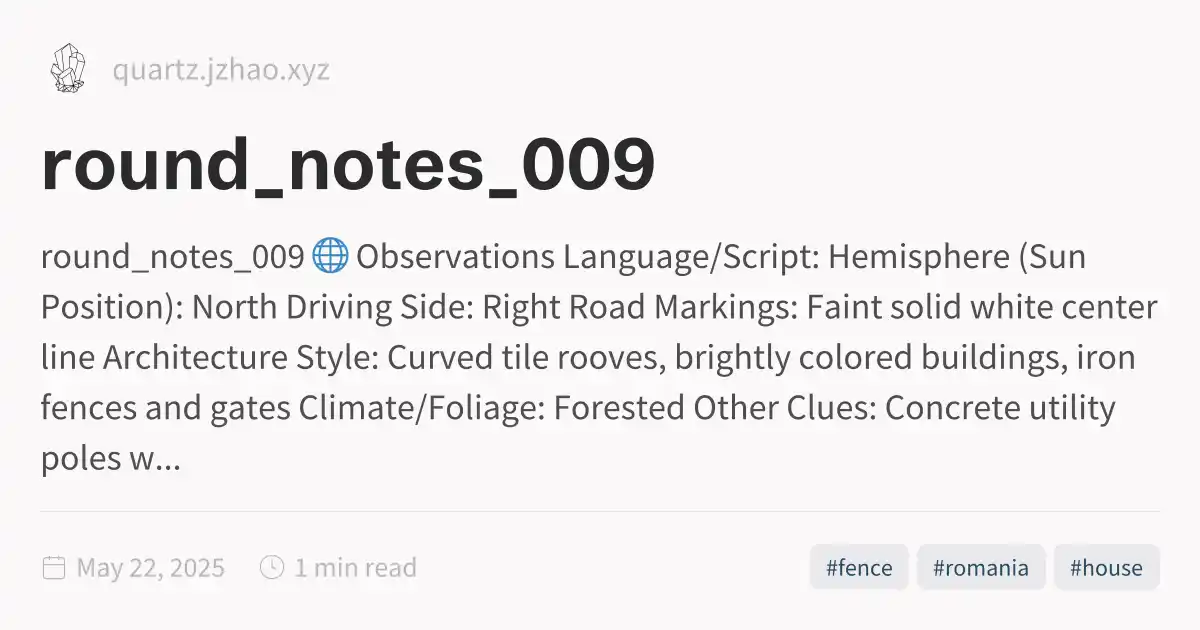 quartz.jzhao.xyz
round_notes_009
round_notes_009 🌐 Observations Language/Script: Hemisphere (Sun
Position): North Driving Side: Right Road Markings: Faint solid white center
line Architecture Style: Curved tile rooves, brightly colored buildings, iron
fences and gates Climate/Foliage: Forested Other Clues: Concrete utility
poles w...
May 22, 2025 1 min read #fence #romania #house